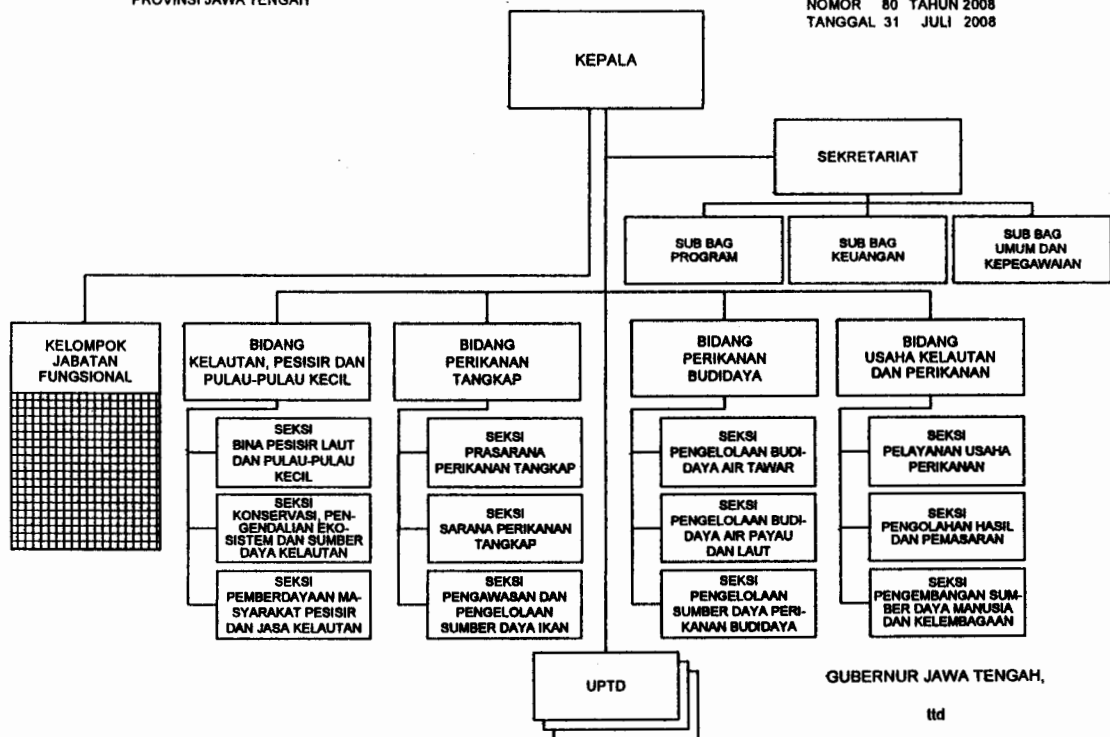 PROVINSI JAWA TENGAH
NOMOR 80 TAHUN 2008
TANGGAL 31 JULI 2008
KEPALA
SEKRETARIAT
SUB BAG
PROGRAM
SUB BAG
KEUANGAN
SUB BAG
UMUM DAN
KEPEGAWAIAN
KELOMPOK
JABATAN
FUNGSIONAL
BIDANG
KELAUTAN, PESISIR DAN
PULAU-PULAU KECIL
BIDANG
PERIKANAN
TANGKAP
BIDANG
PERIKANAN
BUDIDAYA
BIDANG
USAHA KELAUTAN
DAN PERIKANAN
SEKSI
BINA PESISIR LAUT
DAN PULAU-PULAU
KECIL
SEKSI
PRASARANA
PERIKANAN TANGKAP
SEKSI
PENGELOLAAN BUDI-
DAYA AIR TAWAR
SEKSI
PELAYANAN USAHA
PERIKANAN
SEKSI
KONSERVASI, PEN-
GENDALIAN EKO-
SISTEM DAN SUMBER
DAYA KELAUTAN
SEKSI
SARANA PERIKANAN
TANGKAP
SEKSI
PENGELOLAAN BUDI-
DAYA AIR PAYAU
DAN LAUT
SEKSI
PENGOLAHAN HASIL
DAN PEMASARAN
SEKSI
PEMBERDAYAAN MA-
SYARAKAT PESISIR
DAN JASA KELAUTAN
SEKSI
PENGAWASAN DAN
PENGELOLAAN
SUMBER DAYA IKAN
SEKSI
PENGELOLAAN
SUMBER DAYA PERI-
KANAN BUDIDAYA
SEKSI
PENGEMBANGAN SUM-
BER DAYA MANUSIA
DAN KELEMBAGAAN
UPTD
GUBERNUR JAWA TENGAH,
ttd